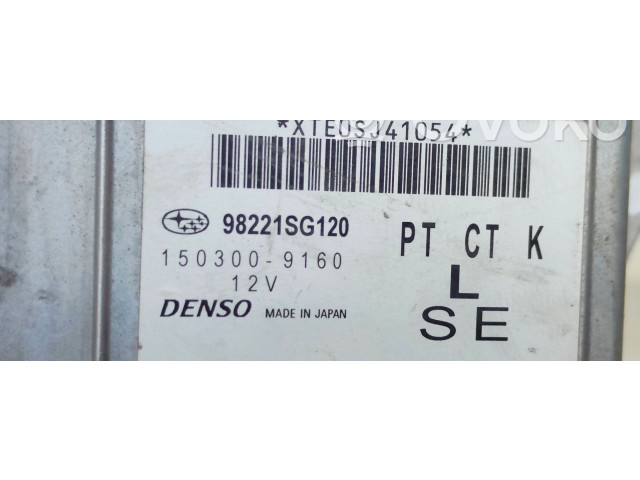 *XTE0SJ41054*
98221SG120
150300-9160
12V
DENSO MADE IN JAPAN
PT CT K
L
SE